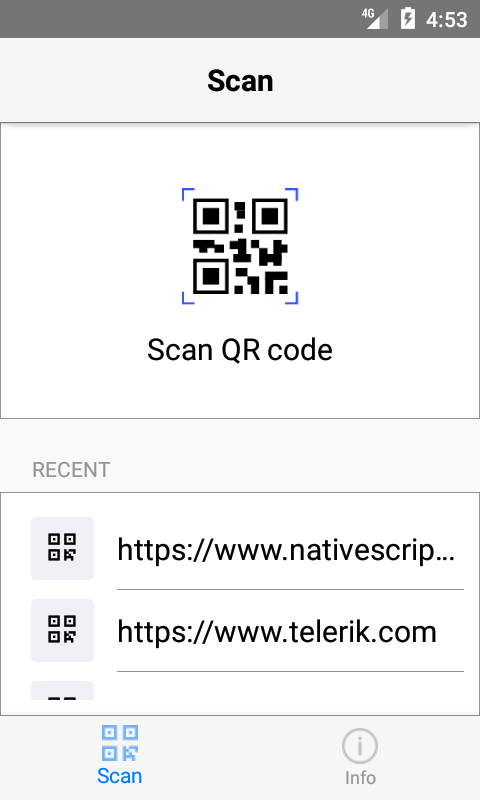 4G 4:53
Scan
Scan QR code
RECENT
https://www.nativescrip...
https://www.telerik.com
Scan
Info